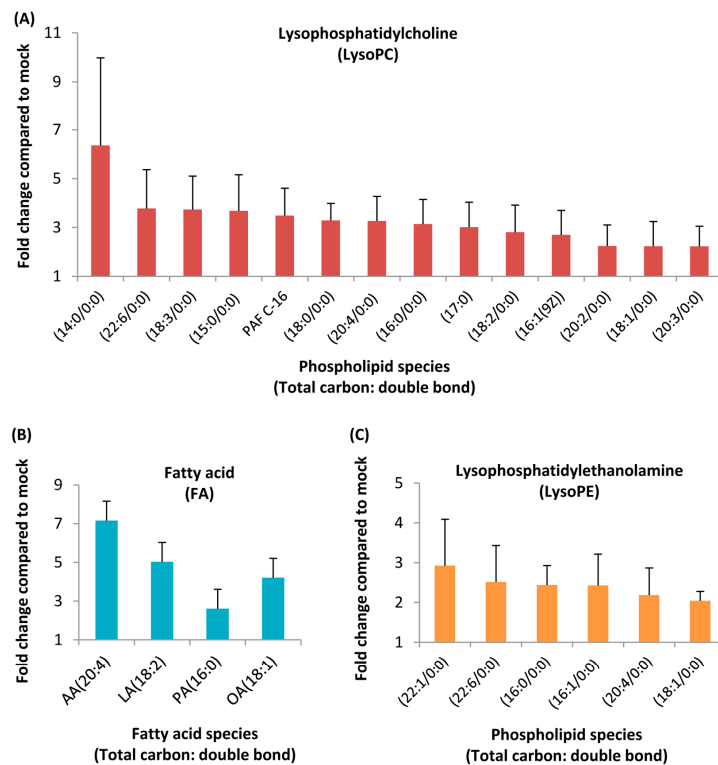 (A)
Lysophosphatidylcholine
(LysoPC)
Fold change compared to mock
11
9
7
5
3
1
(14:0/0:0)
(22:6/0:0)
(18:3/0:0)
(15:0/0:0)
PAF C-16
(18:0/0:0)
(20:4/0:0)
(16:0/0:0)
(17:0)
(18:2/0:0)
(16:1(9Z))
(20:2/0:0)
(18:1/0:0)
(20:3/0:0)
Phospholipid species
(Total carbon: double bond)
(B)
Fatty acid
(FA)
Fold change compared to mock
9
7
5
3
1
AA(20:4)
LA(18:2)
PA(16:0)
OA(18:1)
Fatty acid species
(Total carbon: double bond)
(C)
Lysophosphatidylethanolamine
(LysoPE)
Fold change compared to mock
5
4
3
2
1
(22:1/0:0)
(22:6/0:0)
(16:0/0:0)
(16:1/0:0)
(20:4/0:0)
(18:1/0:0)
Phospholipid species
(Total carbon: double bond)